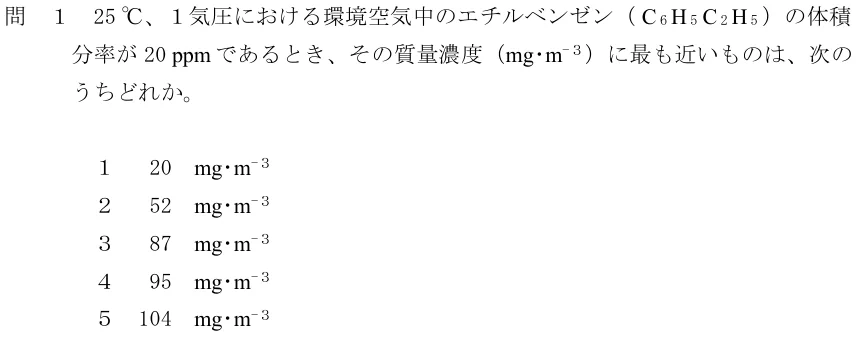 問　1　25 ℃、1 気圧における環境空気中のエチルベンゼン（C₆H₅C₂H₅）の体積
分率が 20 ppm であるとき、その質量濃度（mg･m⁻³）に最も近いものは、次の
うちどれか。
1　20　mg･m⁻³
2　52　mg･m⁻³
3　87　mg･m⁻³
4　95　mg･m⁻³
5　104　mg･m⁻³